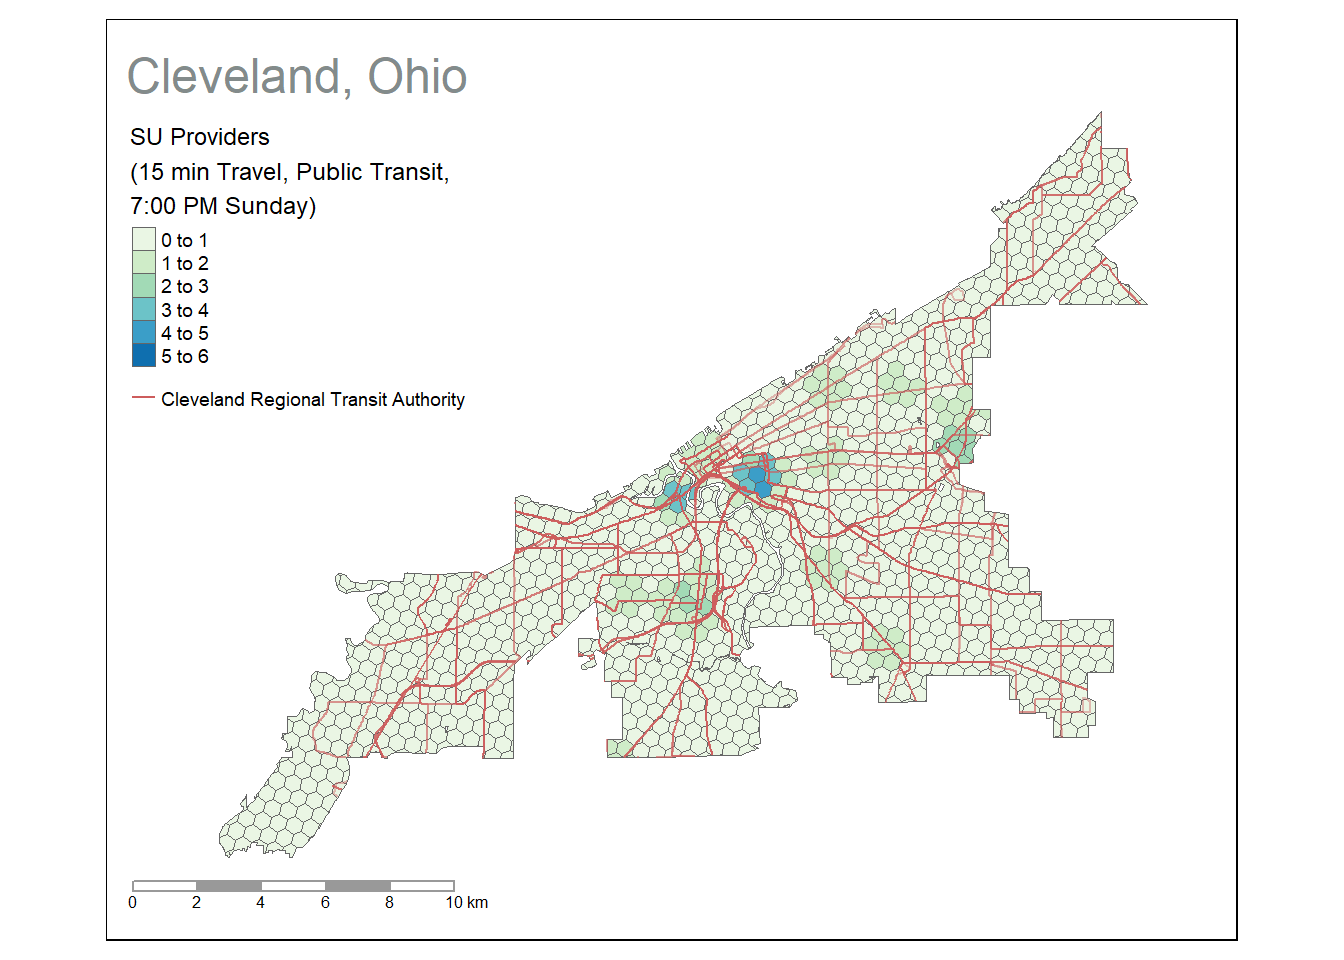 Cleveland, Ohio
SU Providers
(15 min Travel, Public Transit,
7:00 PM Sunday)
0 to 1
1 to 2
2 to 3
3 to 4
4 to 5
5 to 6
Cleveland Regional Transit Authority
0 2 4 6 8 10 km